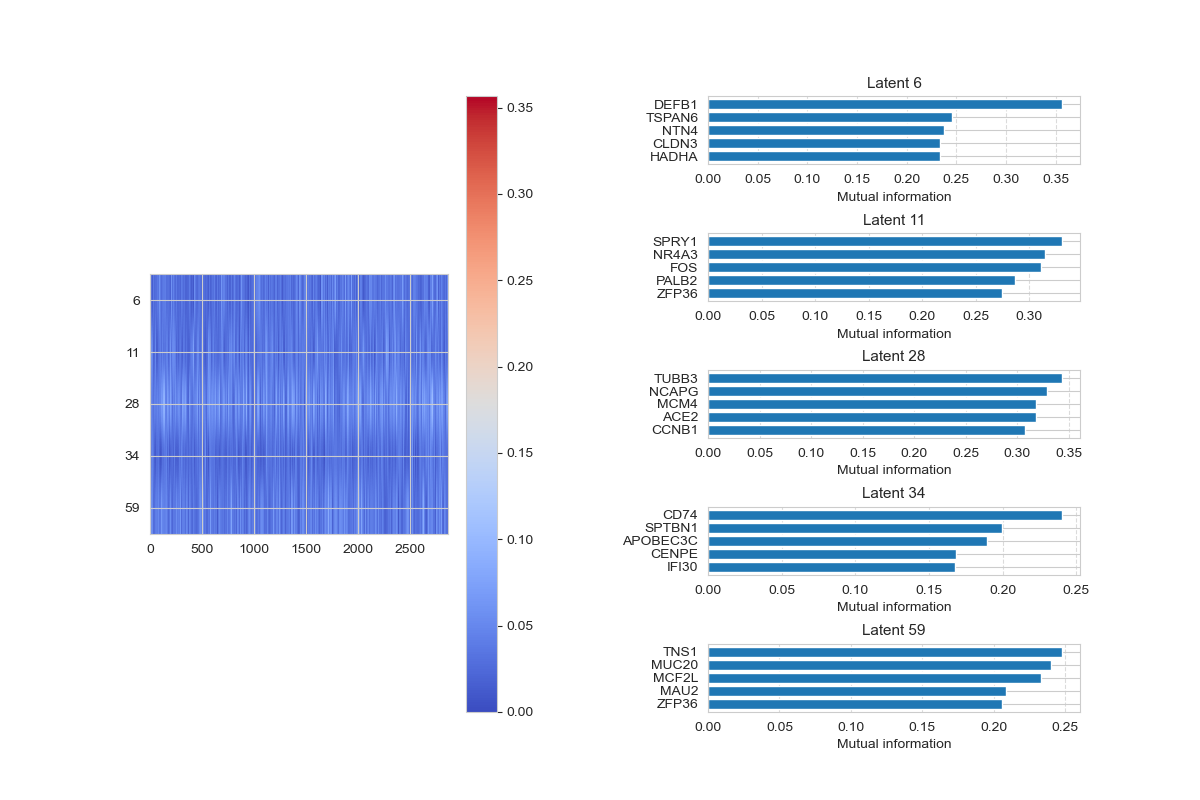 6
11
28
34
59
0 500 1000 1500 2000 2500
0.35
0.30
0.25
0.20
0.15
0.10
0.05
0.00
Latent 6
DEFB1
TSPAN6
NTN4
CLDN3
HADHA
0.00 0.05 0.10 0.15 0.20 0.25 0.30 0.35
Mutual information
Latent 11
SPRY1
NR4A3
FOS
PALB2
ZFP36
0.00 0.05 0.10 0.15 0.20 0.25 0.30
Mutual information
Latent 28
TUBB3
NCAPG
MCM4
ACE2
CCNB1
0.00 0.05 0.10 0.15 0.20 0.25 0.30 0.35
Mutual information
Latent 34
CD74
SPTBN1
APOBEC3C
CENPE
IFI30
0.00 0.05 0.10 0.15 0.20 0.25
Mutual information
Latent 59
TNS1
MUC20
MCF2L
MAU2
ZFP36
0.00 0.05 0.10 0.15 0.20 0.25
Mutual information